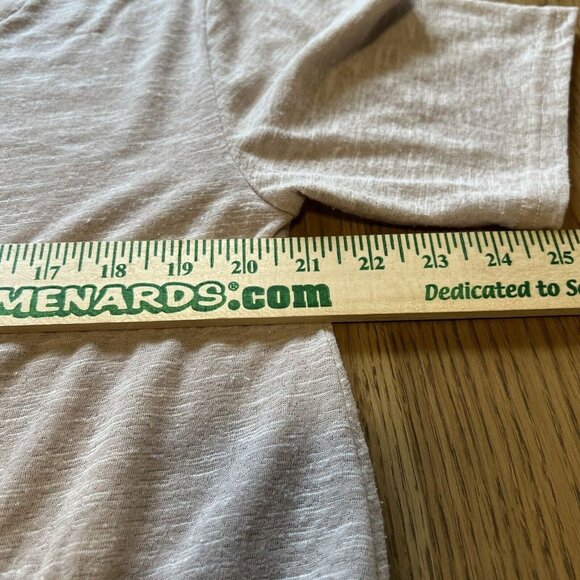 17 18 19 20 21 22 23 24 25
MENARDS®.com Dedicated to